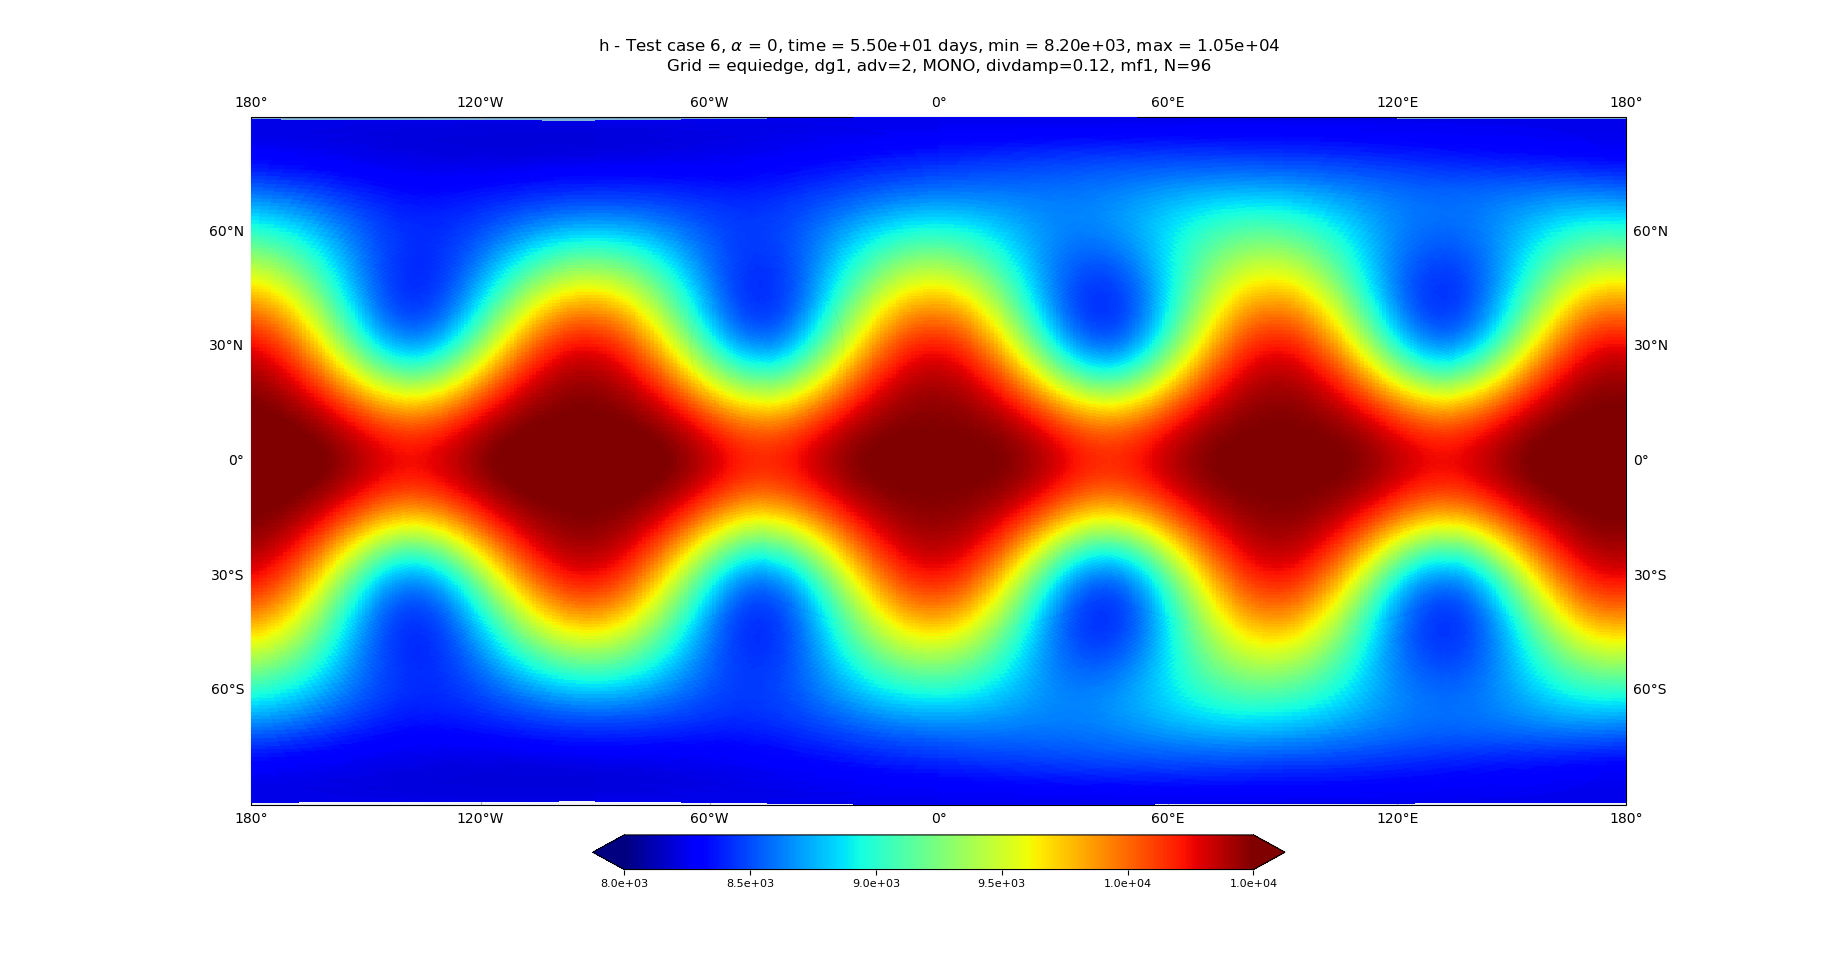 h - Test case 6, α = 0, time = 5.50e+01 days, min = 8.20e+03, max = 1.05e+04
Grid = equiedge, dg1, adv=2, MONO, divdamp=0.12, mf1, N=96
180° 120°W 60°W 0° 60°E 120°E 180°
60°N 60°N
30°N 30°N
0° 0°
30°S 30°S
60°S 60°S
180° 120°W 60°W 0° 60°E 120°E 180°
8.0e+03 8.5e+03 9.0e+03 9.5e+03 1.0e+04 1.0e+04